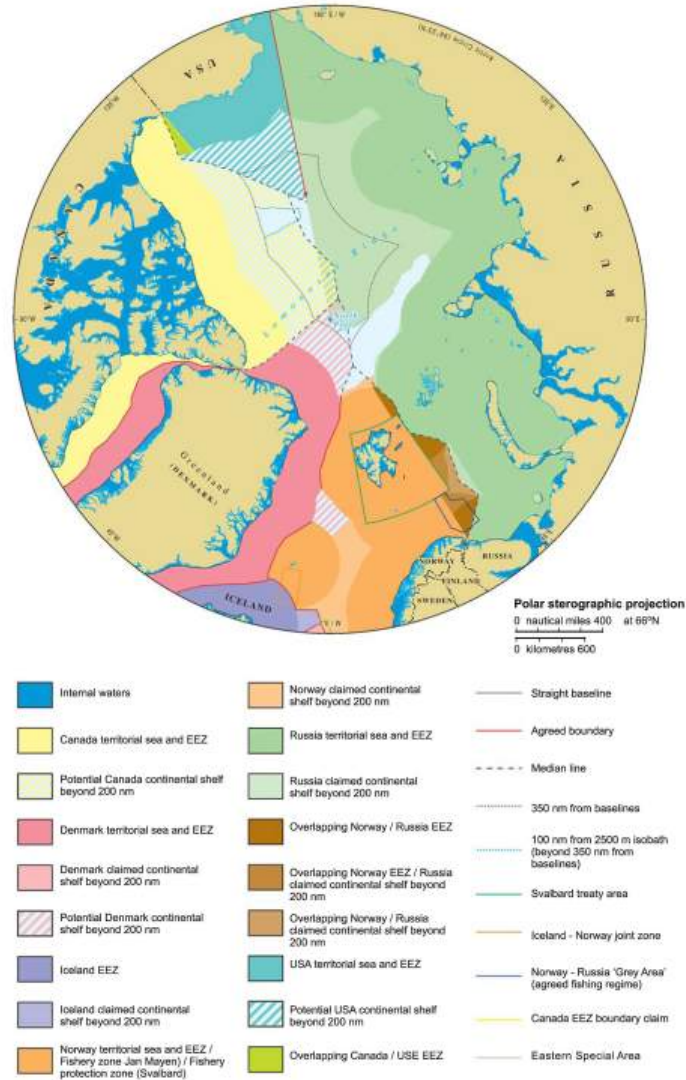 Arctic Circle (66°33'N)
USA
CANADA
RUSSIA
Greenland
(DENMARK)
ICELAND
NORWAY
SWEDEN
FINLAND
RUSSIA
Polar sterographic projection
0 nautical miles 400 at 66ºN
0 kilometres 600
Internal waters
Canada territorial sea and EEZ
Potential Canada continental shelf
beyond 200 nm
Denmark territorial sea and EEZ
Denmark claimed continental
shelf beyond 200 nm
Potential Denmark continental
shelf beyond 200 nm
Iceland EEZ
Iceland claimed continental
shelf beyond 200 nm
Norway territorial sea and EEZ /
Fishery zone Jan Mayen) / Fishery
protection zone (Svalbard)
Norway claimed continental
shelf beyond 200 nm
Russia territorial sea and EEZ
Russia claimed continental
shelf beyond 200 nm
Overlapping Norway / Russia EEZ
Overlapping Norway EEZ / Russia
claimed continental shelf beyond
200 nm
Overlapping Norway / Russia
claimed continental shelf beyond
200 nm
USA territorial sea and EEZ
Potential USA continental shelf
beyond 200 nm
Overlapping Canada / USE EEZ
Straight baseline
Agreed boundary
Median line
350 nm from baselines
100 nm from 2500 m isobath
(beyond 350 nm from
baselines)
Svalbard treaty area
Iceland - Norway joint zone
Norway - Russia 'Grey Area'
(agreed fishing regime)
Canada EEZ boundary claim
Eastern Special Area